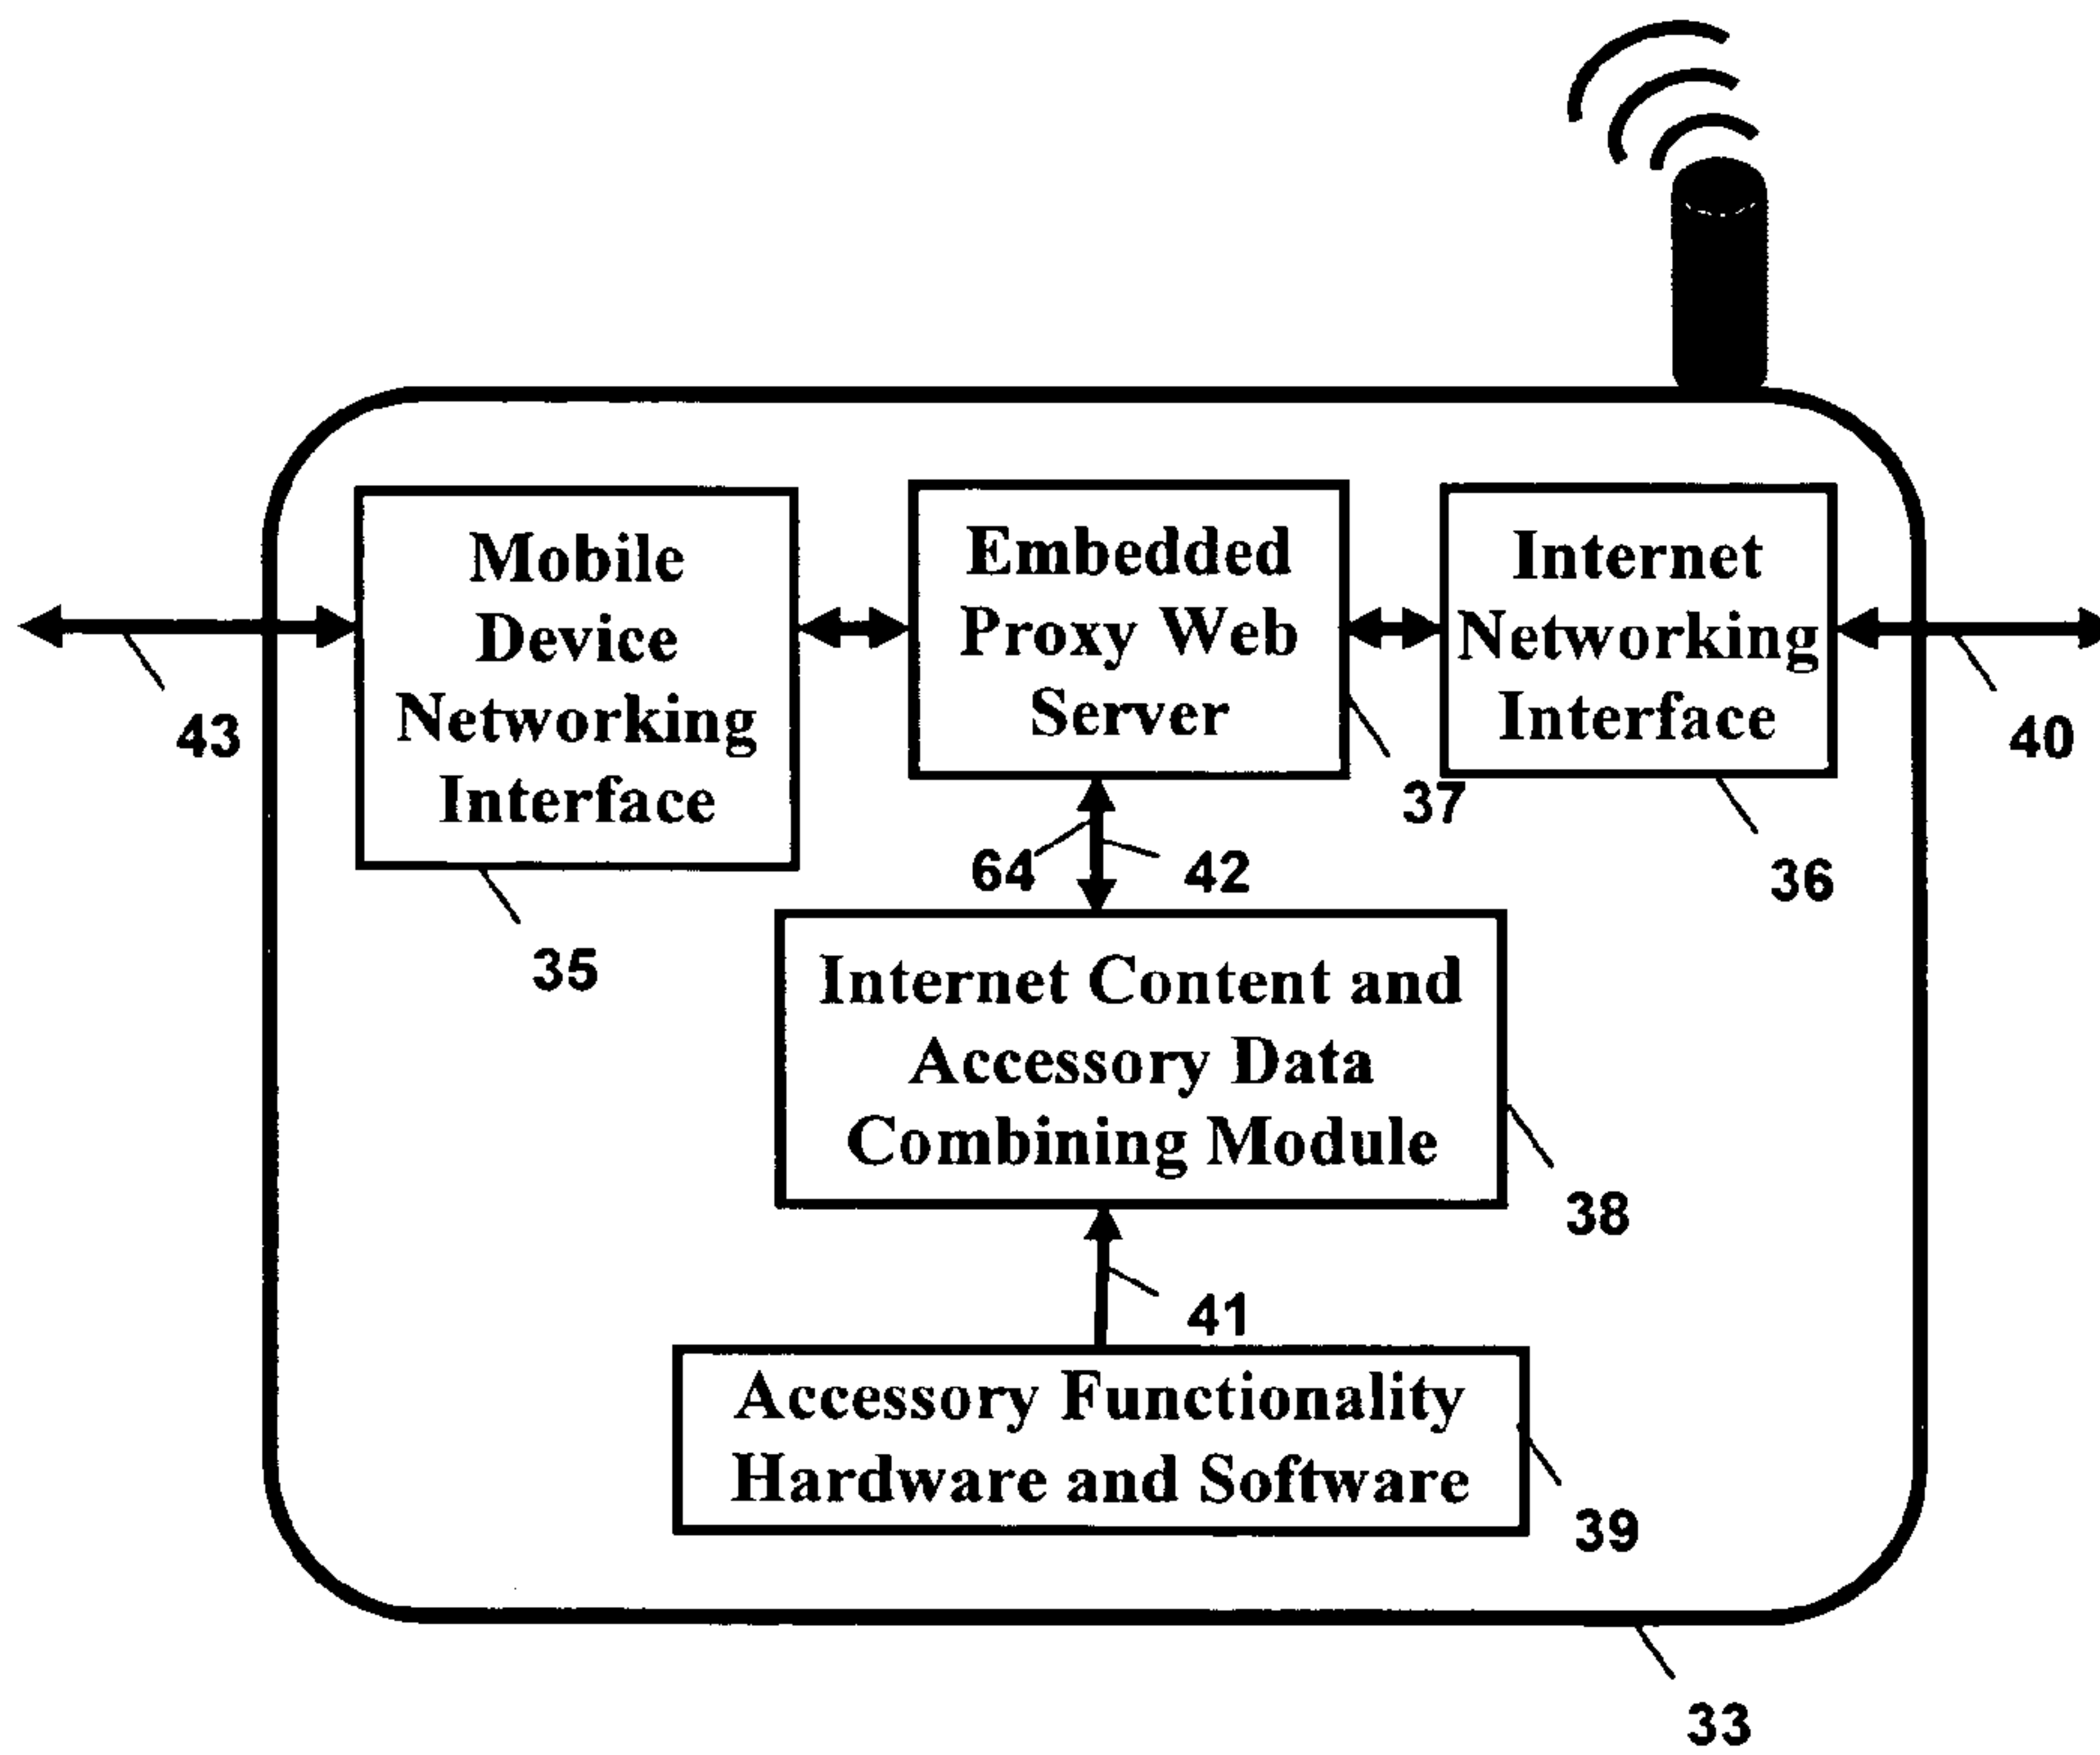 Mobile
Device
Networking
Interface
Embedded
Proxy Web
Server
Internet
Networking
Interface
43
40
37
64
42
36
35
Internet Content and
Accessory Data
Combining Module
38
41
Accessory Functionality
Hardware and Software
39
33